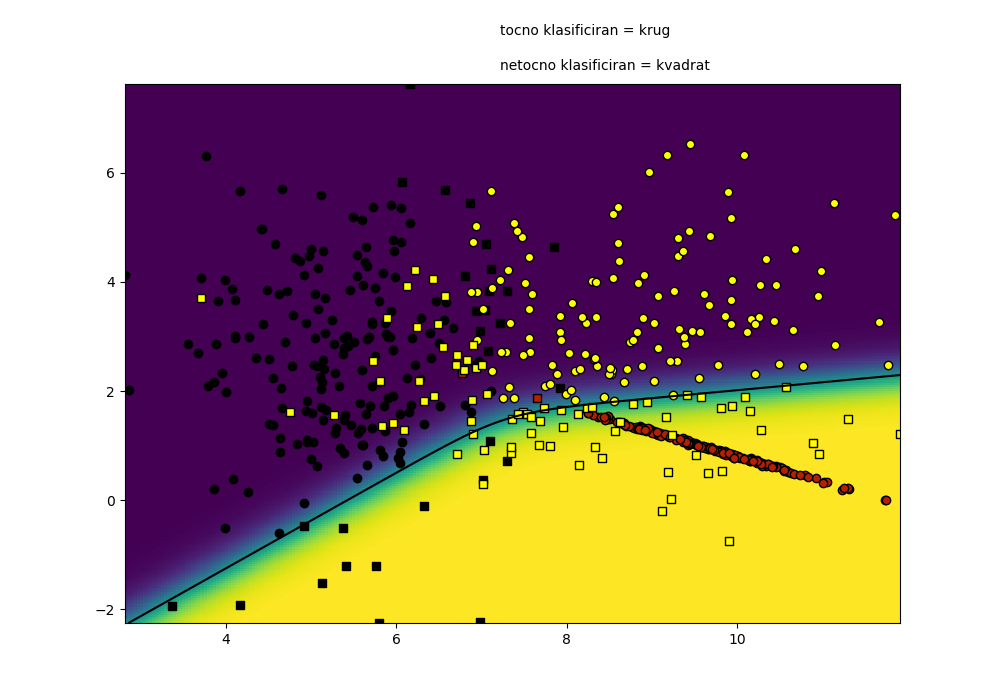 tocno klasificiran = krug
netocno klasificiran = kvadrat
6
4
2
0
−2
4 6 8 10